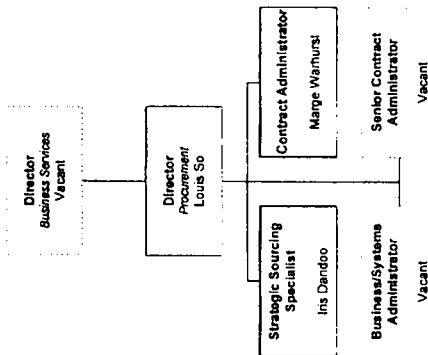 Director
Business Services
Vacant
Director
Procurement
Louis So
Strategic Sourcing
Specialist
Iris Dandoo
Contract Administrator
Marge Warhurst
Business/Systems
Administrator
Vacant
Senior Contract
Administrator
Vacant